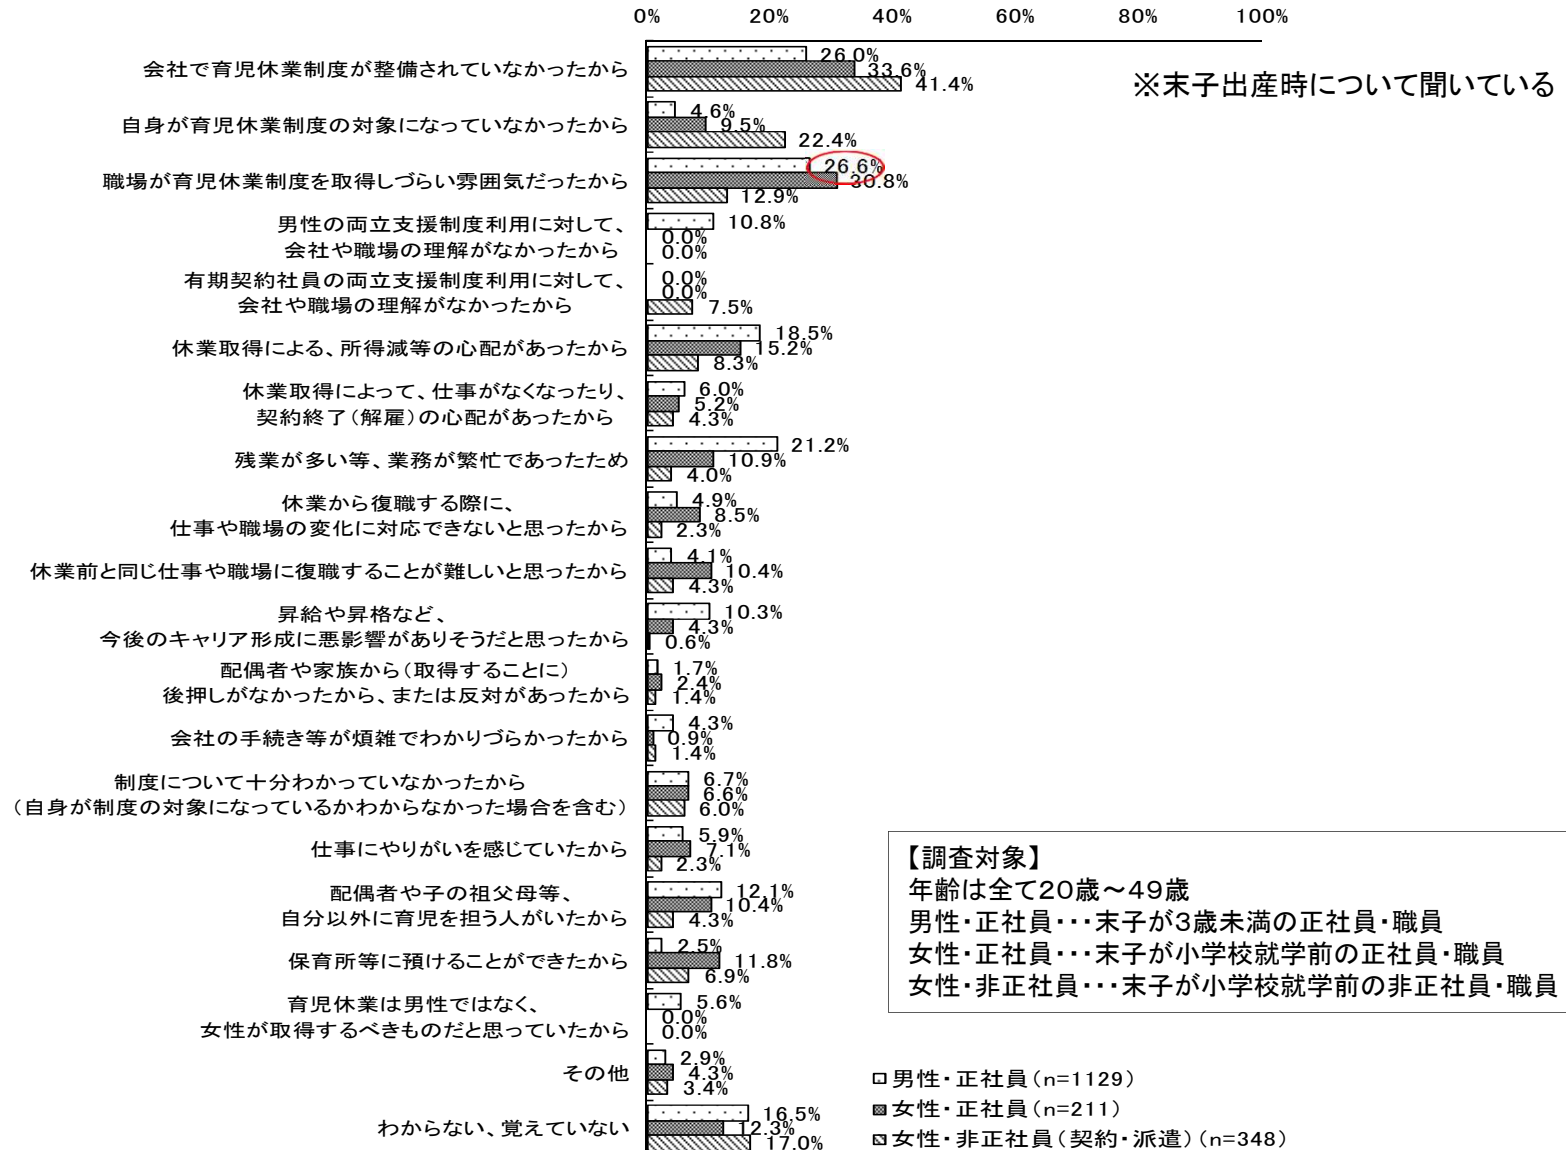 0% 20% 40% 60% 80% 100%
会社で育児休業制度が整備されていなかったから
26.0%
33.6%
41.4%
※末子出産時について聞いている
自身が育児休業制度の対象になっていなかったから
4.6%
9.5%
22.4%
職場が育児休業制度を取得しづらい雰囲気だったから
26.6%
30.8%
12.9%
男性の両立支援制度利用に対して、
会社や職場の理解がなかったから
10.8%
0.0%
0.0%
有期契約社員の両立支援制度利用に対して、
会社や職場の理解がなかったから
0.0%
0.0%
7.5%
休業取得による、所得減等の心配があったから
18.5%
15.2%
8.3%
休業取得によって、仕事がなくなったり、
契約終了（解雇）の心配があったから
6.0%
5.2%
4.3%
残業が多い等、業務が繁忙であったため
21.2%
10.9%
4.0%
休業から復職する際に、
仕事や職場の変化に対応できないと思ったから
4.9%
8.5%
2.3%
休業前と同じ仕事や職場に復職することが難しいと思ったから
4.1%
10.4%
4.3%
昇給や昇格など、
今後のキャリア形成に悪影響がありそうだと思ったから
10.3%
4.3%
0.6%
配偶者や家族から（取得することに）
後押しがなかったから、または反対があったから
1.7%
2.4%
1.4%
会社の手続き等が煩雑でわかりづらかったから
4.3%
0.9%
1.4%
制度について十分わかっていなかったから
（自身が制度の対象になっているかわからなかった場合を含む）
6.7%
6.6%
6.0%
仕事にやりがいを感じていたから
5.9%
7.1%
2.3%
配偶者や子の祖父母等、
自分以外に育児を担う人がいたから
12.1%
10.4%
4.3%
保育所等に預けることができたから
2.5%
11.8%
6.9%
育児休業は男性ではなく、
女性が取得するべきものだと思っていたから
5.6%
0.0%
0.0%
その他
2.9%
4.3%
3.4%
わからない、覚えていない
16.5%
12.3%
17.0%
【調査対象】
年齢は全て20歳～49歳
男性・正社員・・・末子が3歳未満の正社員・職員
女性・正社員・・・末子が小学校就学前の正社員・職員
女性・非正社員・・・末子が小学校就学前の非正社員・職員
男性・正社員（n=1129）
女性・正社員（n=211）
女性・非正社員（契約・派遣）（n=348）